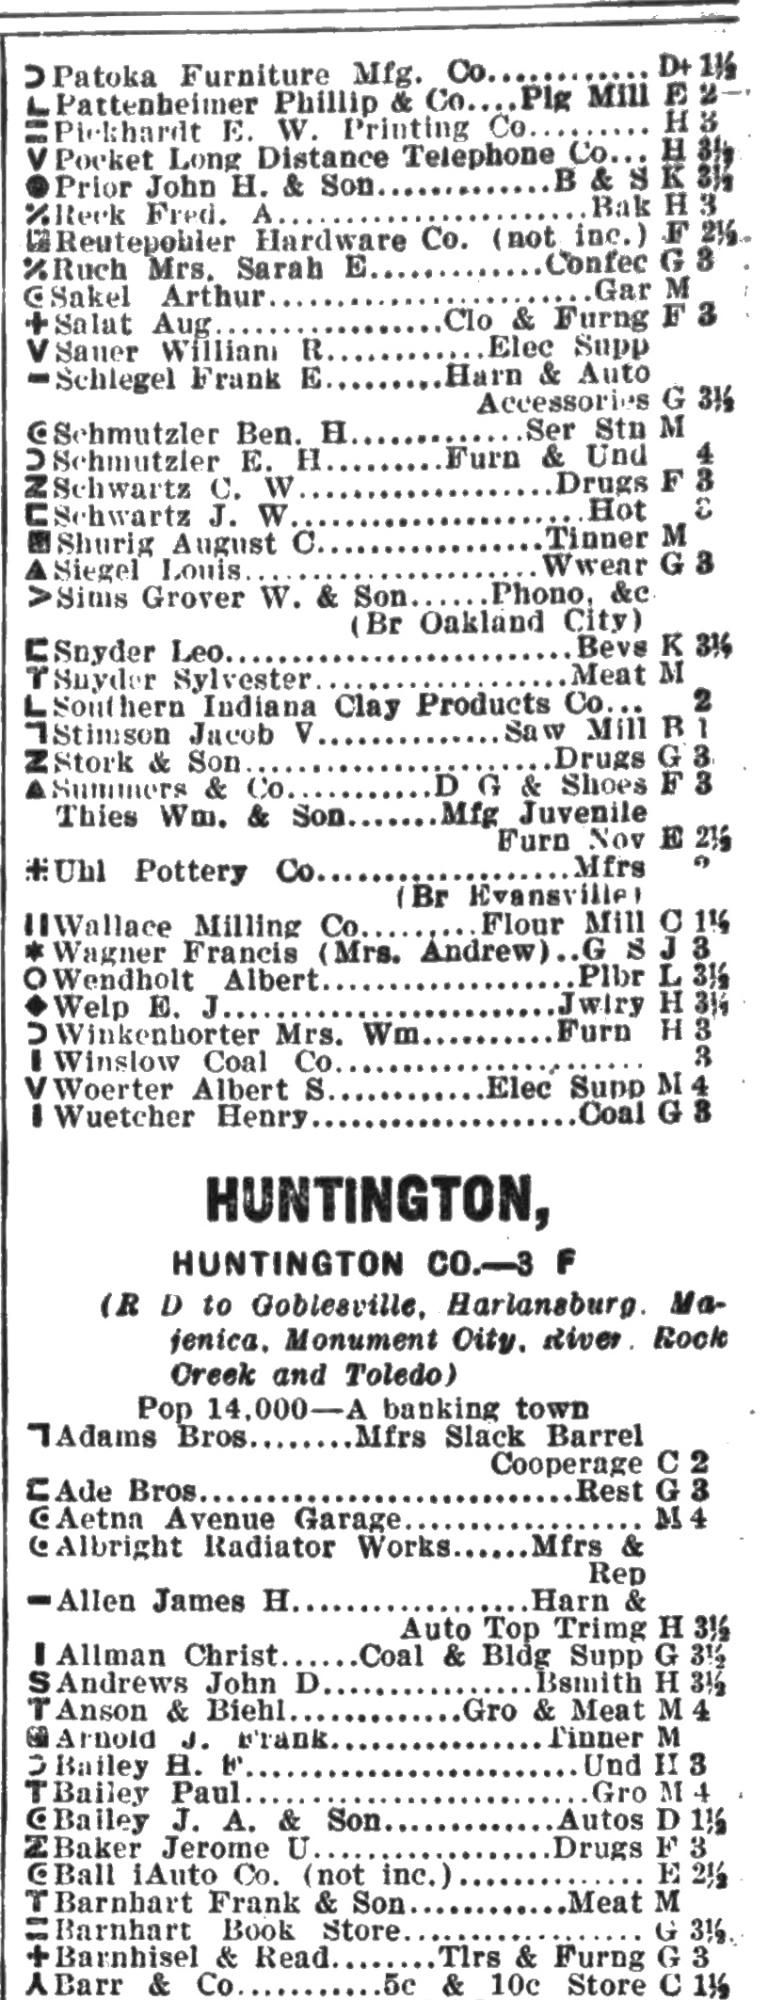 Patoka Furniture Mfg. Co............. D+ 1½
Pattenheimer Phillip & Co....Plg Mill E 2
Pickhardt E. W. Printing Co......... H 3
V Pocket Long Distance Telephone Co... H 3½
Prior John H. & Son.............B & S K 3½
Reck Fred. A.......................Bak H 3
Reutepohler Hardware Co. (not inc.) F 2½
Ruch Mrs. Sarah E.............Confec G 3
Sakel Arthur........................Gar M
+ Salat Aug.................Clo & Furng F 3
V Sauer William R............Elec Supp
Schlegel Frank E.........Harn & Auto
Accessories G 3½
Schmutzler Ben. H.............Ser Stn M
Schmutzler E. H.........Furn & Und 4
Z Schwartz C. W...................Drugs F 3
Schwartz J. W......................Hot
Shurig August C.................Tinner M
▲ Siegel Louis......................Wwear G 3
> Sims Grover W. & Son......Phono, &c
(Br Oakland City)
Snyder Leo..........................Bevs K 3½
T Snyder Sylvester...................Meat M
L Southern Indiana Clay Products Co... 2
Stimson Jacob V..............Saw Mill B 1
Z Stork & Son.......................Drugs G 3
▲ Summers & Co...........D G & Shoes F 3
Thies Wm. & Son.......Mfg Juvenile
Furn Nov E 2½
Uhl Pottery Co...................Mfrs
(Br Evansville)
Wallace Milling Co.........Flour Mill C 1½
* Wagner Francis (Mrs. Andrew)..G S J 3
O Wendholt Albert...................Plbr L 3½
◆ Welp E. J.........................Jwlry H 3½
Winkenhorter Mrs. Wm..........Furn H 3
Winslow Coal Co....................... 3
V Woerter Albert S............Elec Supp M 4
Wuetcher Henry....................Coal G 3
HUNTINGTON,
HUNTINGTON CO.—3 F
(R D to Goblesville, Harlansburg, Ma-
jenica, Monument City, River, Rock
Creek and Toledo)
Pop 14,000—A banking town
Adams Bros........Mfrs Slack Barrel
Cooperage C 2
Ade Bros............................Rest G 3
Aetna Avenue Garage.................. M 4
Albright Radiator Works......Mfrs &
Rep
Allen James H..................Harn &
Auto Top Trimg H 3½
Allman Christ......Coal & Bldg Supp G 3½
S Andrews John D................Bsmith H 3½
T Anson & Biehl.............Gro & Meat M 4
Arnold J. Frank................Tinner M
Bailey H. F.........................Und H 3
T Bailey Paul..........................Gro M 4
Bailey J. A. & Son.............Autos D 1½
Z Baker Jerome U..................Drugs F 3
Ball iAuto Co. (not inc.).............. E 2½
T Barnhart Frank & Son............Meat M
Barnhart Book Store.................. G 3½
+ Barnhisel & Read........Tlrs & Furng G 3
Barr & Co...........5c & 10c Store C 1½